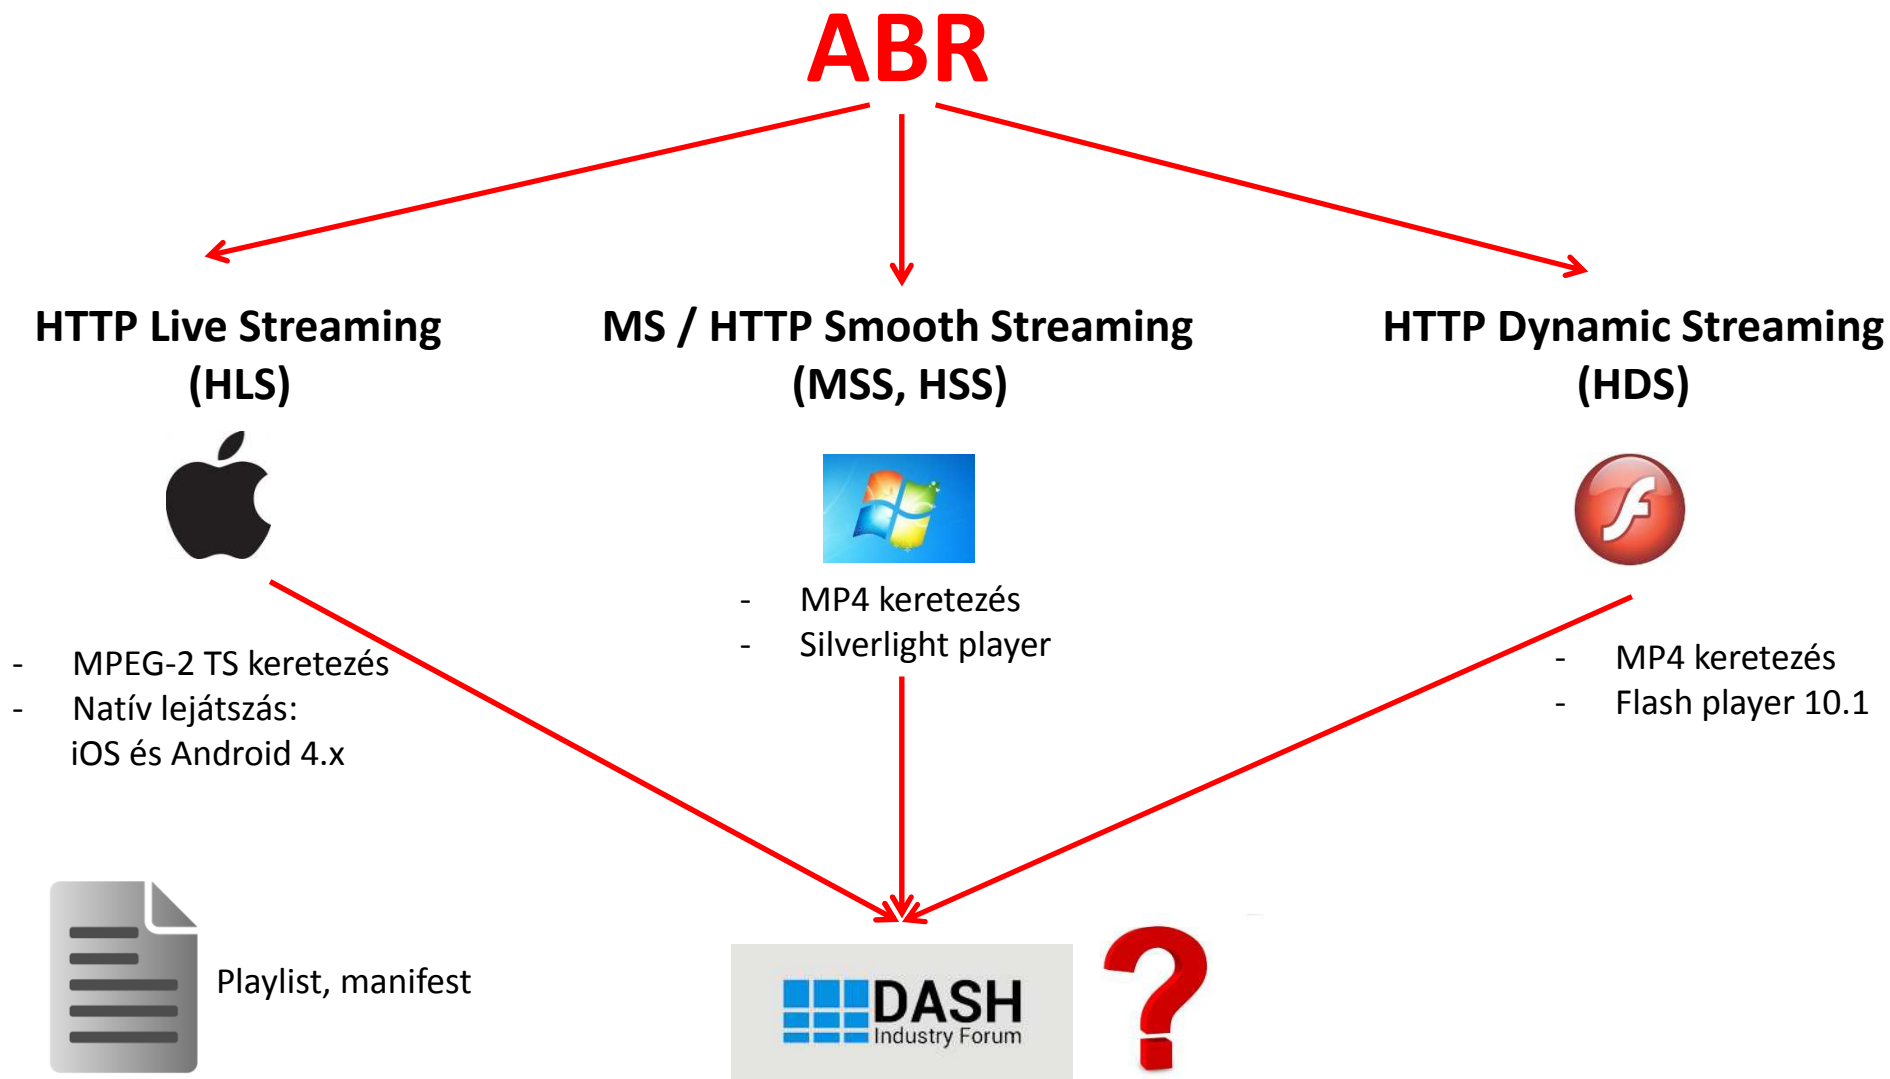 ABR
HTTP Live Streaming
(HLS)
MS / HTTP Smooth Streaming
(MSS, HSS)
HTTP Dynamic Streaming
(HDS)
- MPEG-2 TS keretezés
- Natív lejátszás:
iOS és Android 4.x
- MP4 keretezés
- Silverlight player
- MP4 keretezés
- Flash player 10.1
Playlist, manifest
DASH
Industry Forum
?